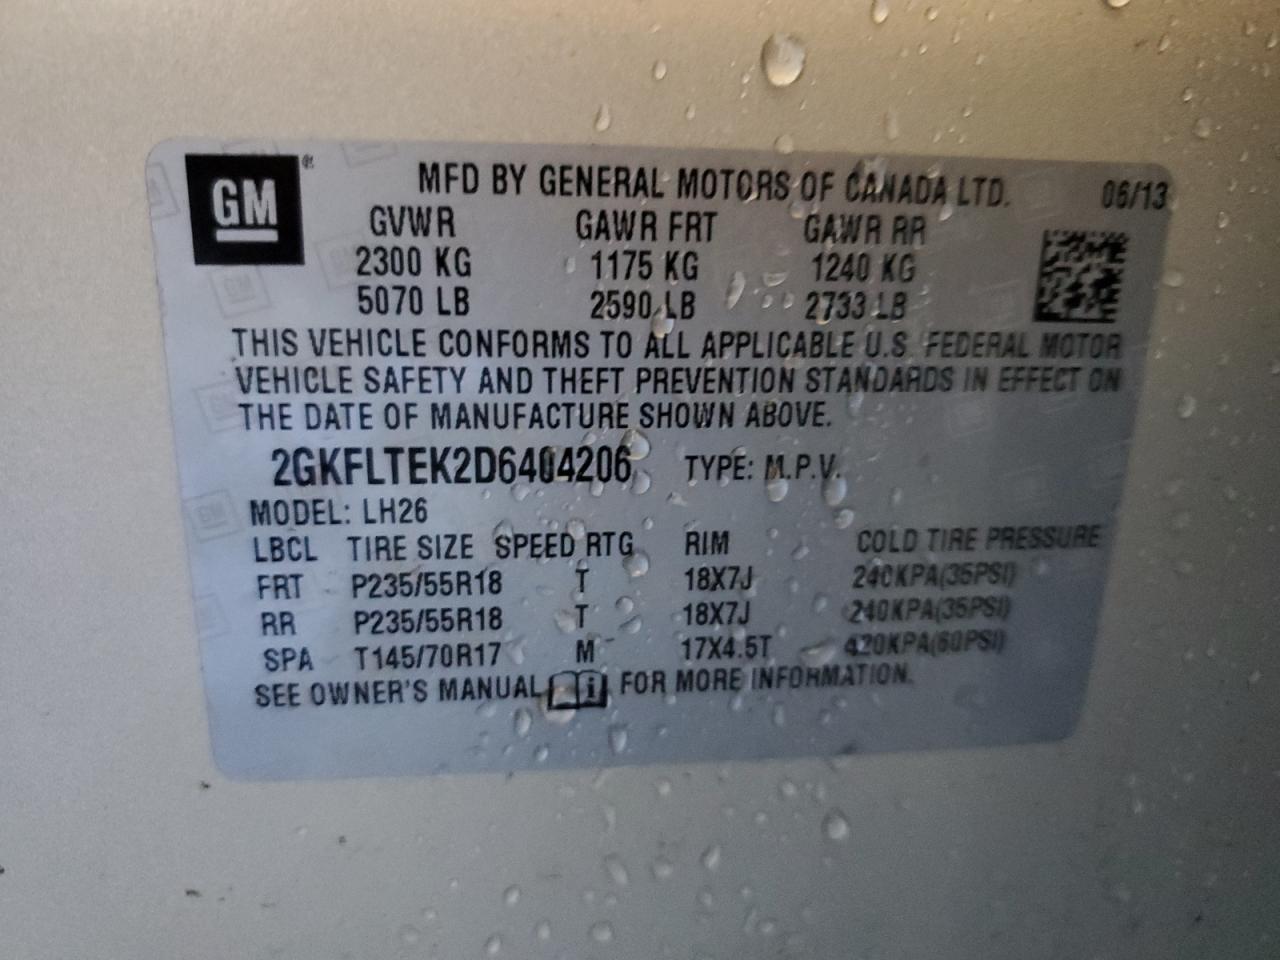 GM® MFD BY GENERAL MOTORS OF CANADA LTD. 06/13
GVWR GAWR FRT GAWR RR
2300 KG 1175 KG 1240 KG
5070 LB 2590 LB 2733 LB
THIS VEHICLE CONFORMS TO ALL APPLICABLE U.S. FEDERAL MOTOR
VEHICLE SAFETY AND THEFT PREVENTION STANDARDS IN EFFECT ON
THE DATE OF MANUFACTURE SHOWN ABOVE.
2GKFLTEK2D6404206 TYPE: M.P.V.
MODEL: LH26
LBCL TIRE SIZE SPEED RTG RIM COLD TIRE PRESSURE
FRT P235/55R18 T 18X7J 240KPA(35PSI)
RR P235/55R18 T 18X7J 240KPA(35PSI)
SPA T145/70R17 M 17X4.5T 420KPA(60PSI)
SEE OWNER'S MANUAL i FOR MORE INFORMATION.